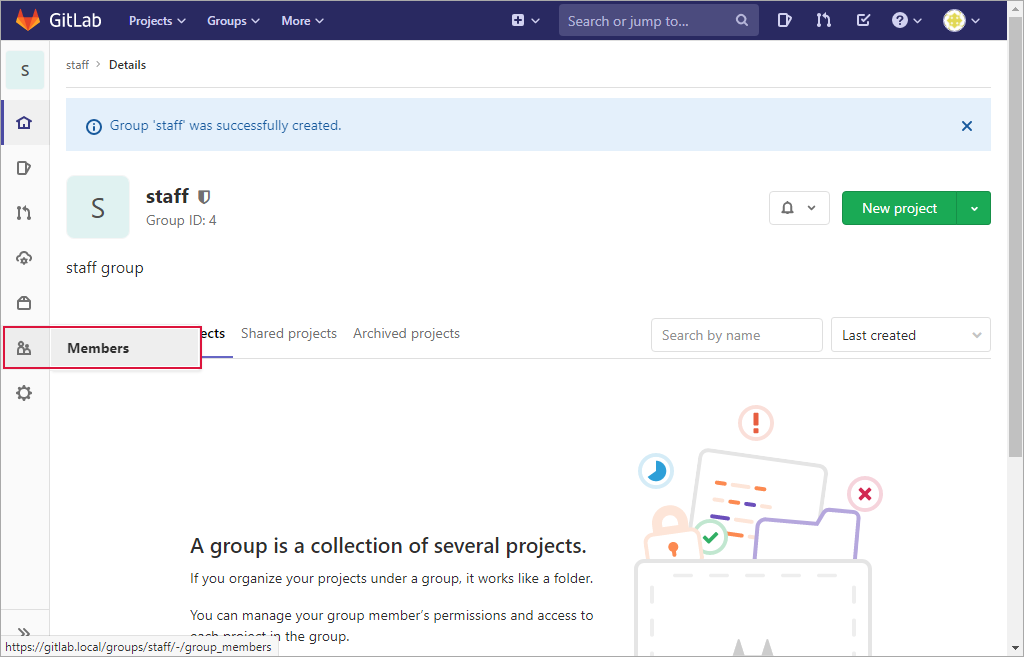 GitLab
Projects
Groups
More
Search or jump to...
S
staff > Details
Group 'staff' was successfully created.
S
staff
Group ID: 4
New project
staff group
ects
Shared projects
Archived projects
Search by name
Last created
Members
A group is a collection of several projects.
If you organize your projects under a group, it works like a folder.
You can manage your group member's permissions and access to
each project in the group.
https://gitlab.local/groups/staff/-/group_members